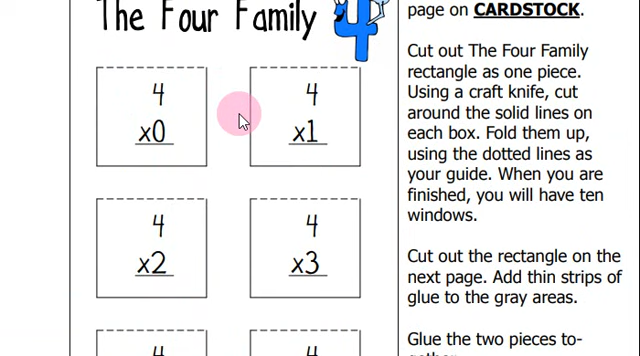 The Four Family
4
4
x0
4
x1
4
x2
4
x3
4
4
page on CARDSTOCK.
Cut out The Four Family
rectangle as one piece.
Using a craft knife, cut
around the solid lines on
each box. Fold them up,
using the dotted lines as
your guide. When you are
finished, you will have ten
windows.
Cut out the rectangle on the
next page. Add thin strips of
glue to the gray areas.
Glue the two pieces to-